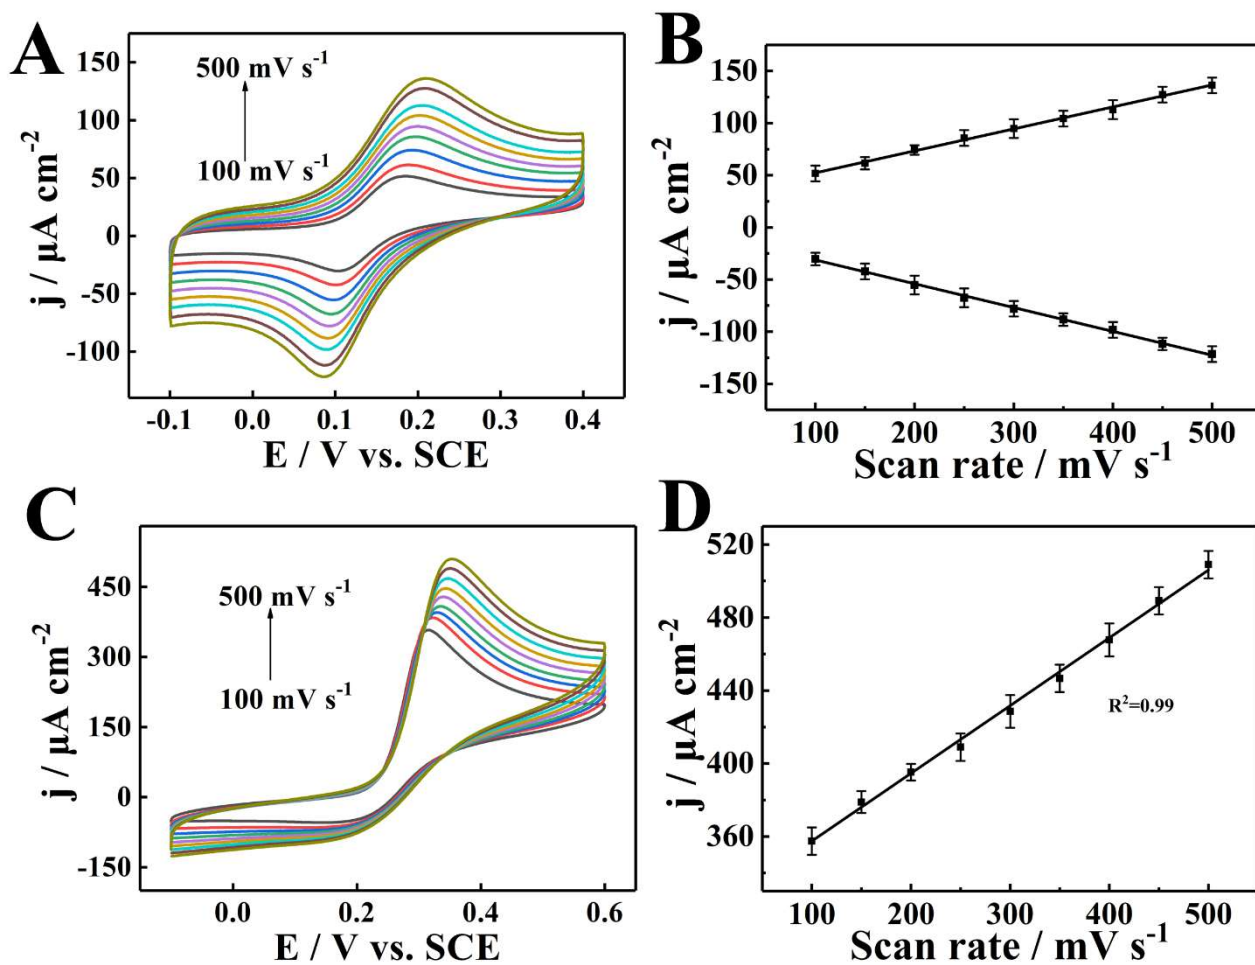 A
150
100
50
0
-50
-100
j / μA cm-2
500 mV s-1
100 mV s-1
-0.1 0.0 0.1 0.2 0.3 0.4
E / V vs. SCE
B
150
100
50
0
-50
-100
-150
j / μA cm-2
100 200 300 400 500
Scan rate / mV s-1
C
450
300
150
0
-150
j / μA cm-2
500 mV s-1
100 mV s-1
0.0 0.2 0.4 0.6
E / V vs. SCE
D
520
480
440
400
360
j / μA cm-2
R2=0.99
100 200 300 400 500
Scan rate / mV s-1